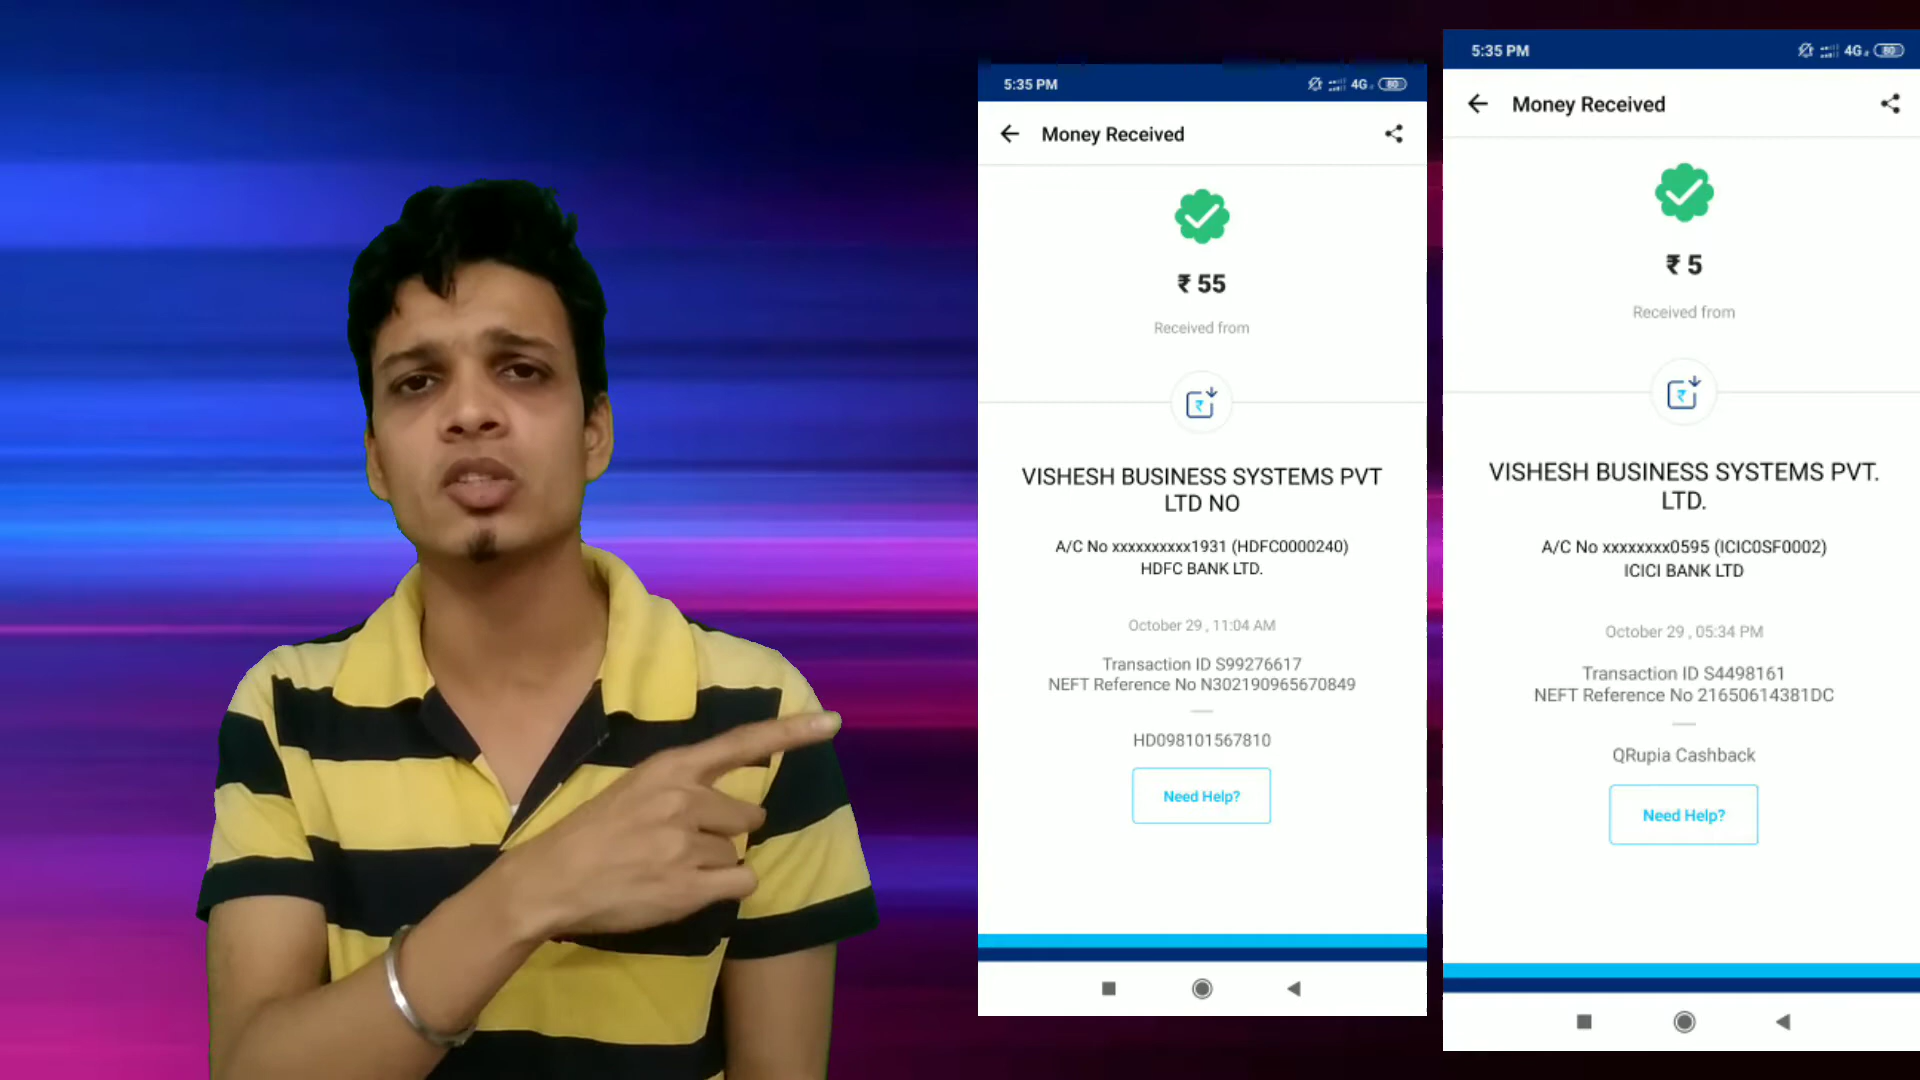 5:35 PM
4G 80
Money Received
₹ 55
Received from
₹
VISHESH BUSINESS SYSTEMS PVT
LTD NO
A/C No xxxxxxxxxx1931 (HDFC0000240)
HDFC BANK LTD.
October 29 , 11:04 AM
Transaction ID S99276617
NEFT Reference No N302190965670849
HD098101567810
Need Help?
5:35 PM
4G 80
Money Received
₹ 5
Received from
₹
VISHESH BUSINESS SYSTEMS PVT.
LTD.
A/C No xxxxxxxx0595 (ICIC0SF0002)
ICICI BANK LTD
October 29 , 05:34 PM
Transaction ID S4498161
NEFT Reference No 21650614381DC
QRupia Cashback
Need Help?